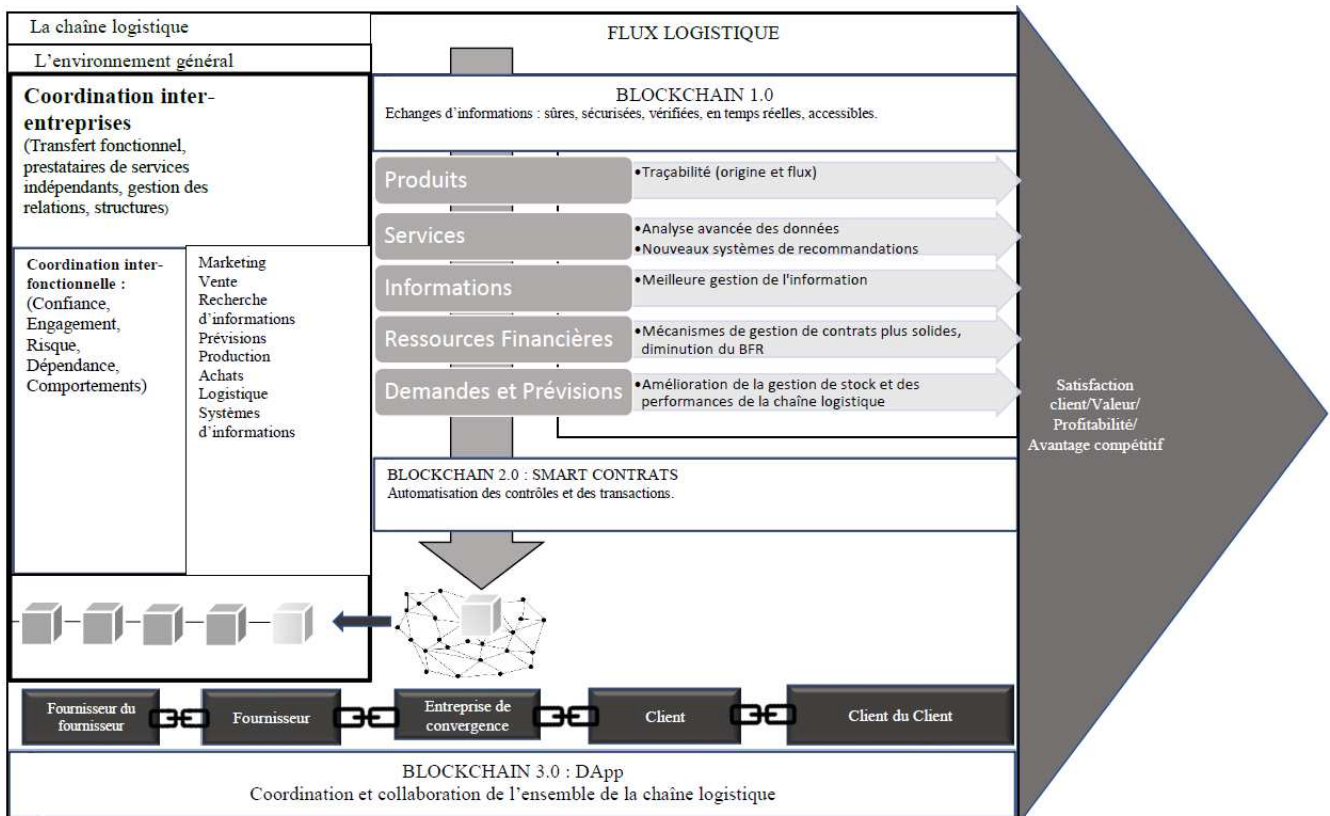 La chaîne logistique
L'environnement général
Coordination inter-
entreprises
(Transfert fonctionnel,
prestataires de services
indépendants, gestion des
relations, structures)
Coordination inter-
fonctionnelle :
(Confiance,
Engagement,
Risque,
Dépendance,
Comportements)
Marketing
Vente
Recherche
d'informations
Prévisions
Production
Achats
Logistique
Systèmes
d'informations
FLUX LOGISTIQUE
BLOCKCHAIN 1.0
Echanges d'informations : sûres, sécurisées, vérifiées, en temps réelles, accessibles.
Produits
•Traçabilité (origine et flux)
Services
•Analyse avancée des données
•Nouveaux systèmes de recommandations
Informations
•Meilleure gestion de l'information
Ressources Financières
•Mécanismes de gestion de contrats plus solides,
diminution du BFR
Demandes et Prévisions
•Amélioration de la gestion de stock et des
performances de la chaîne logistique
BLOCKCHAIN 2.0 : SMART CONTRATS
Automatisation des contrôles et des transactions.
Satisfaction
client/Valeur/
Profitabilité/
Avantage compétitif
Fournisseur du
fournisseur
Fournisseur
Entreprise de
convergence
Client
Client du Client
BLOCKCHAIN 3.0 : DApp
Coordination et collaboration de l'ensemble de la chaîne logistique